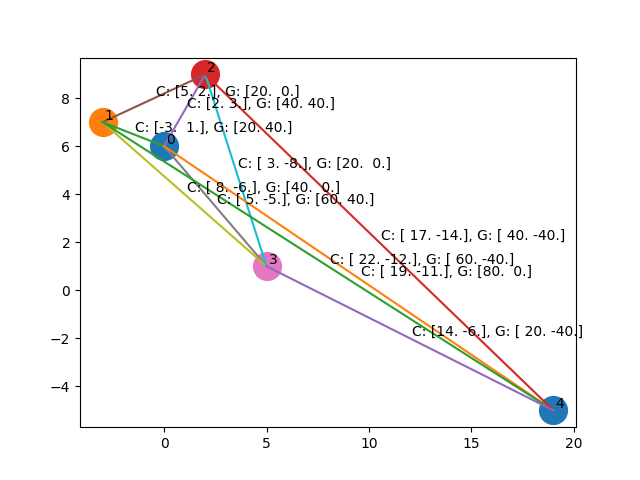 8
6
4
2
0
−2
−4
0
5
10
15
20
2
1
0
3
4
C: [5. 2.], G: [20.  0.]
C: [2. 3.], G: [40. 40.]
C: [-3.  1.], G: [20. 40.]
C: [ 3. -8.], G: [20.  0.]
C: [ 8. -6.], G: [40.  0.]
C: [ 5. -5.], G: [60. 40.]
C: [ 17. -14.], G: [ 40. -40.]
C: [ 22. -12.], G: [ 60. -40.]
C: [ 19. -11.], G: [80.  0.]
C: [14. -6.], G: [ 20. -40.]